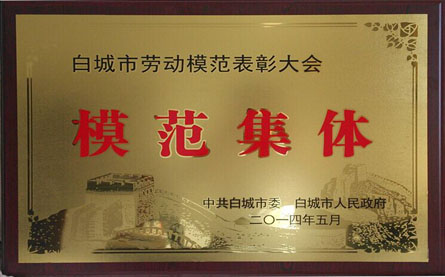 白城市劳动模范表彰大会
模范集体
中共白城市委 白城市人民政府
二〇一四年五月